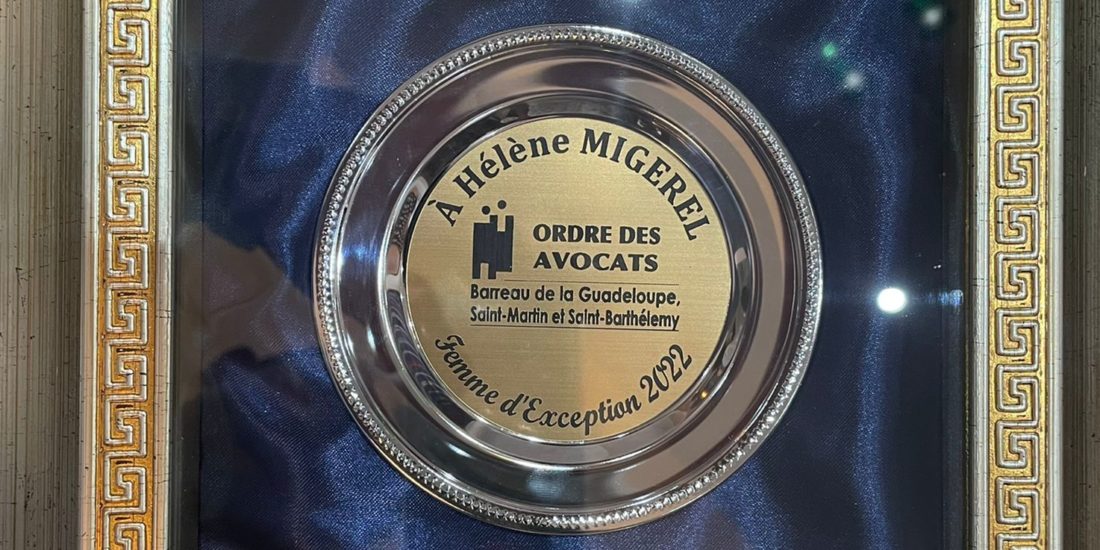 À Hélène MIGEREL
ORDRE DES
AVOCATS
Barreau de la Guadeloupe,
Saint-Martin et Saint-Barthélemy
Femme d'Exception 2022